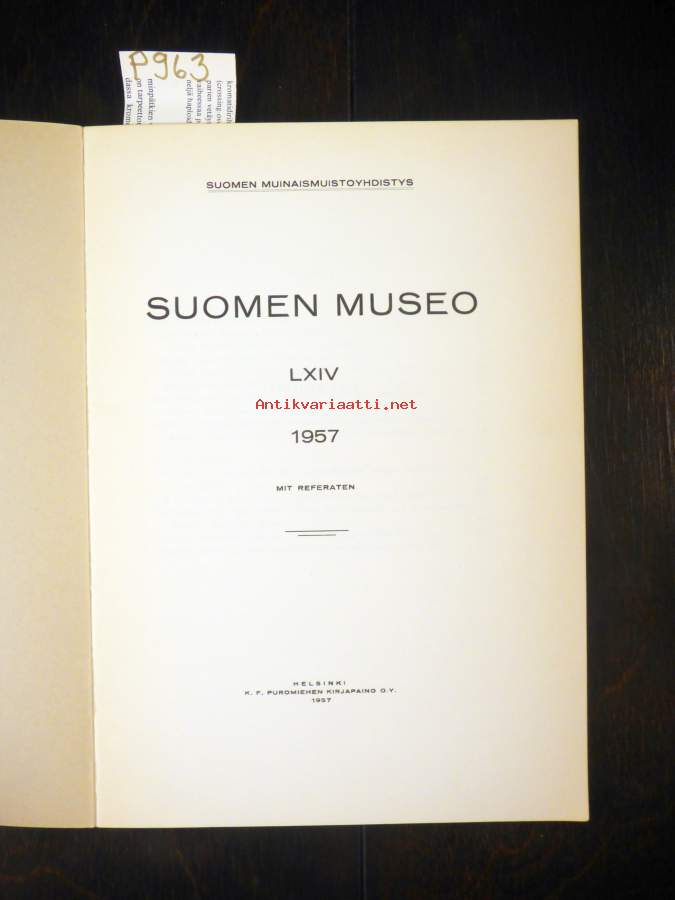 P963
SUOMEN MUINAISMUISTOYHDISTYS
SUOMEN MUSEO
LXIV
Antikvariaatti.net
1957
MIT REFERATEN
HELSINKI
K. F. PUROMIEHEN KIRJAPAINO O.Y.
1957